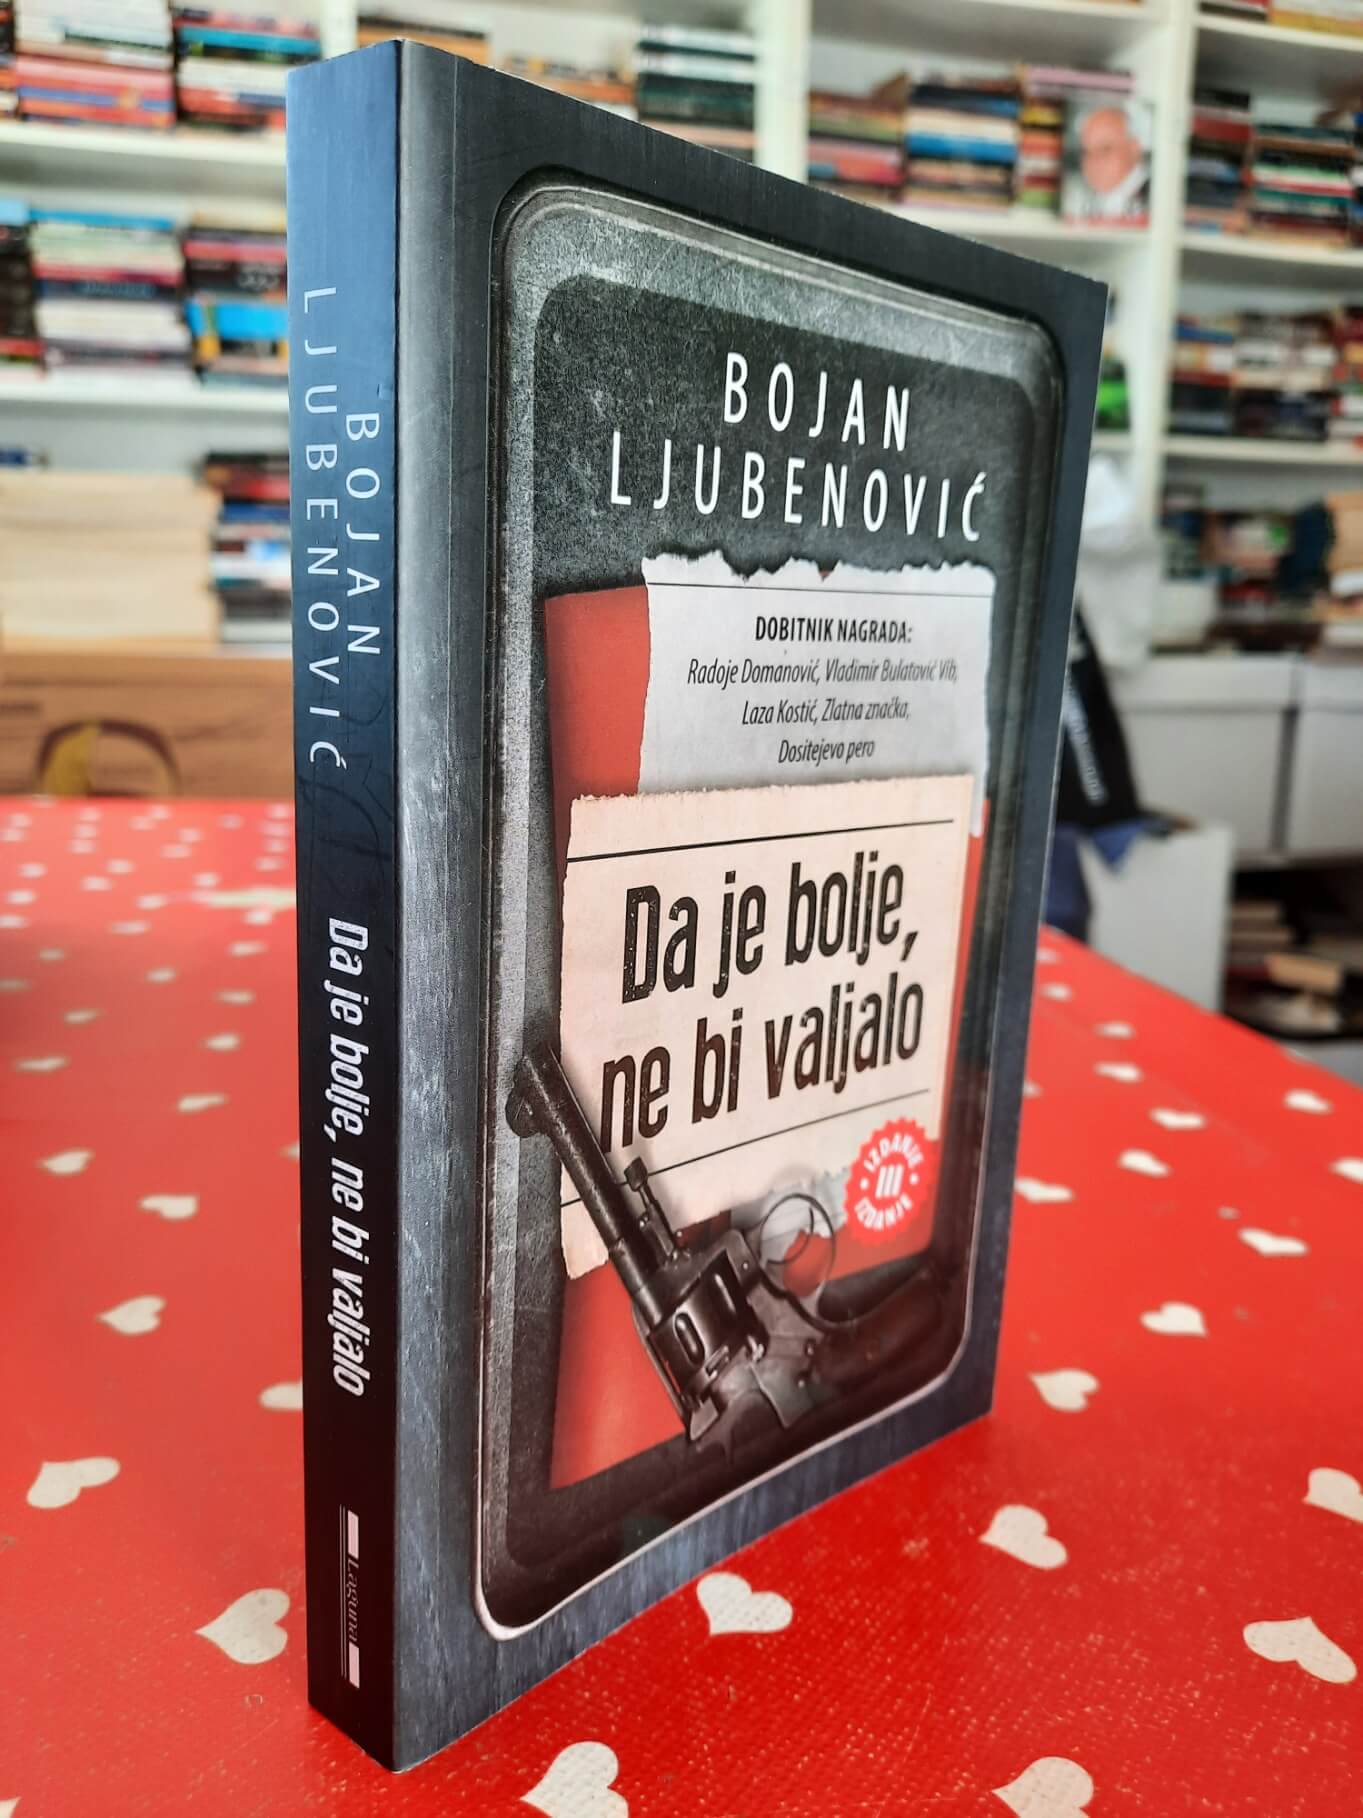 BOJAN
LJUBENOVIĆ
Da je bolje, ne bi valjalo
Laguna
BOJAN
LJUBENOVIĆ
DOBITNIK NAGRADA:
Radoje Domanović, Vladimir Bulatović Vib,
Laza Kostić, Zlatna značka,
Dositejevo pero
Da je bolje,
ne bi valjalo
IZDANJE
III
IZDANJE